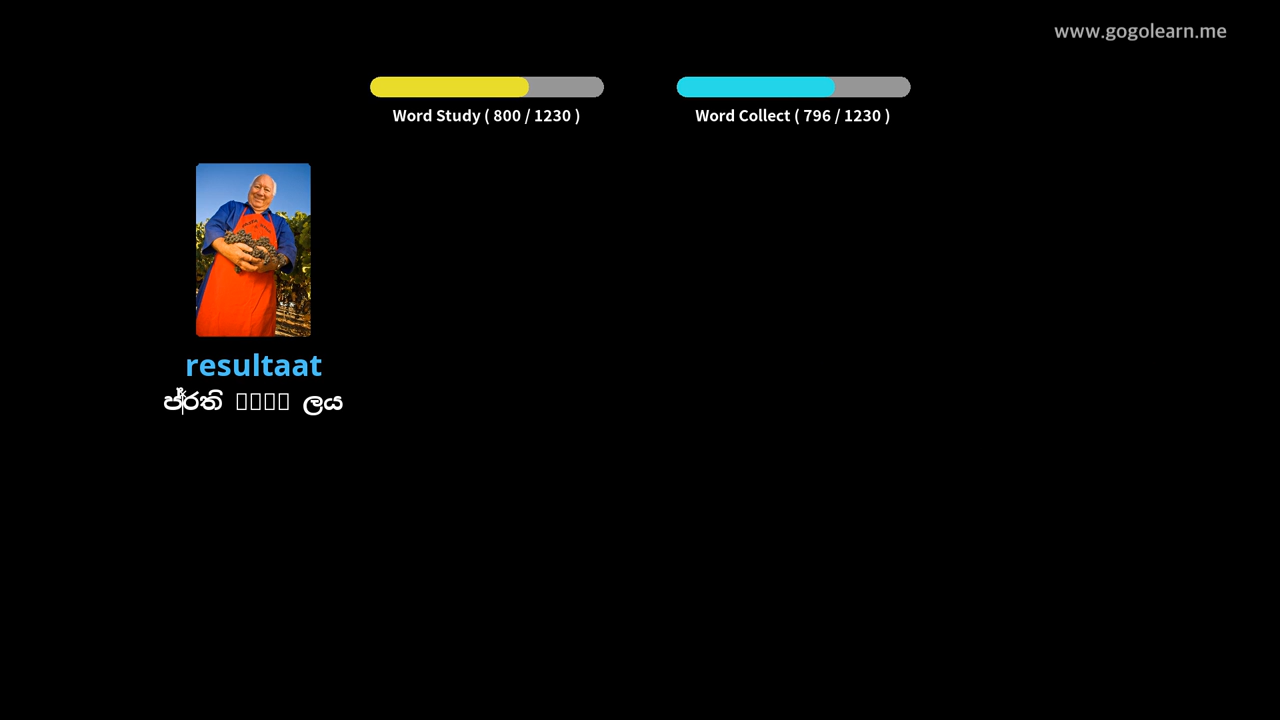 www.gogolearn.me
Word Study ( 800 / 1230 )
Word Collect ( 796 / 1230 )
resultaat
ප්‍රති ලය